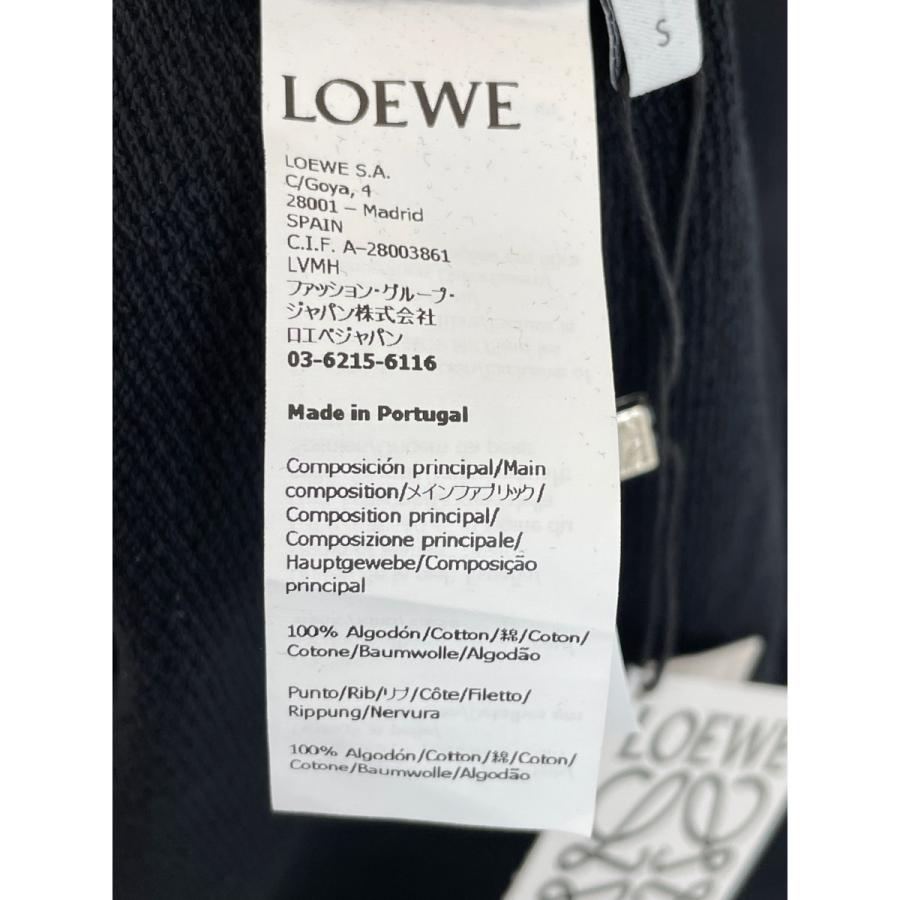 S
LOEWE
LOEWE S.A.
C/Goya, 4
28001 – Madrid
SPAIN
C.I.F. A-28003861
LVMH
ファッション・グループ・
ジャパン株式会社
ロエベジャパン
03-6215-6116
Made in Portugal
Composición principal/Main
composition/メインファブリック/
Composition principal/
Composizione principale/
Hauptgewebe/Composição
principal
100% Algodón/Cotton/綿/Coton/
Cotone/Baumwolle/Algodão
Punto/Rib/リブ/Côte/Filetto/
Rippung/Nervura
100% Algodón/Cotton/綿/Coton/
Cotone/Baumwolle/Algodão
LOEWE